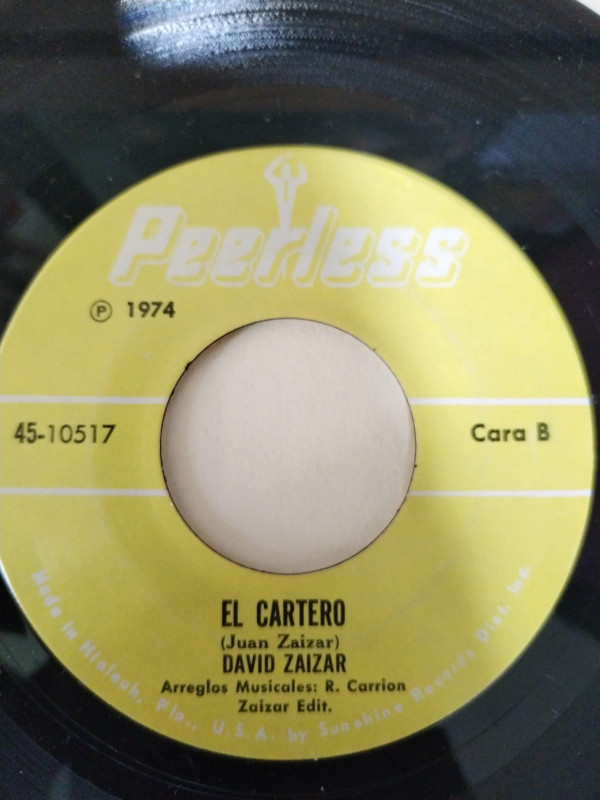 Peerless
℗ 1974
45-10517
Cara B
EL CARTERO
(Juan Zaizar)
DAVID ZAIZAR
Arreglos Musicales: R. Carrion
Zaizar Edit.
Made in Hialeah, Fla., U.S.A. by Sunshine Records Dist. Inc.